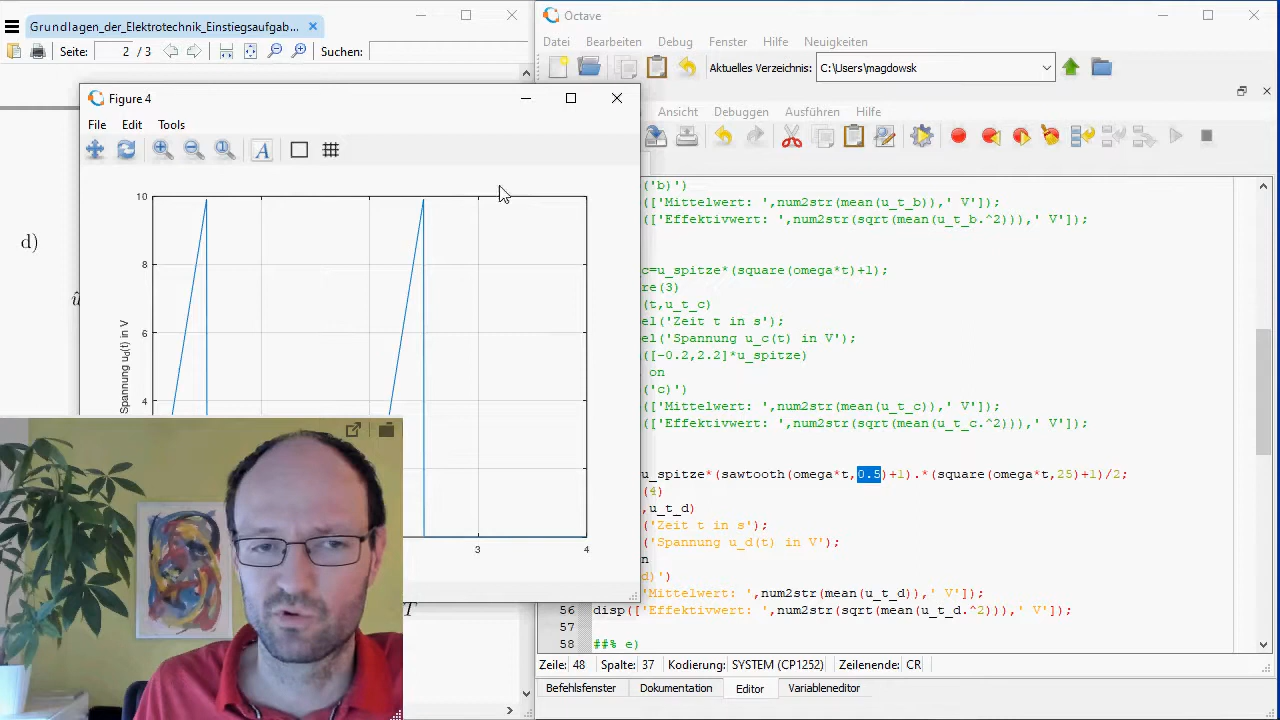 Grundlagen_der_Elektrotechnik_Einstiegsaufgab...
Seite: 2 / 3 Suchen:
d)
û
T
Figure 4
File Edit Tools
10
8
6
4
3 4
Spannung u_d(t) in V
Octave
Datei Bearbeiten Debug Fenster Hilfe Neuigkeiten
Aktuelles Verzeichnis: C:\Users\magdowsk
Ansicht Debuggen Ausführen Hilfe
('b)')
(['Mittelwert: ',num2str(mean(u_t_b)),' V']);
(['Effektivwert: ',num2str(sqrt(mean(u_t_b.^2))),' V']);
c=u_spitze*(square(omega*t)+1);
re(3)
(t,u_t_c)
el('Zeit t in s');
el('Spannung u_c(t) in V');
([-0.2,2.2]*u_spitze)
on
('c)')
(['Mittelwert: ',num2str(mean(u_t_c)),' V']);
(['Effektivwert: ',num2str(sqrt(mean(u_t_c.^2))),' V']);
u_spitze*(sawtooth(omega*t,0.5)+1).*(square(omega*t,25)+1)/2;
(4)
,u_t_d)
'Zeit t in s');
'Spannung u_d(t) in V');
n
d)')
'Mittelwert: ',num2str(mean(u_t_d)),' V']);
56 disp(['Effektivwert: ',num2str(sqrt(mean(u_t_d.^2))),' V']);
57
58 ##% e)
Zeile: 48 Spalte: 37 Kodierung: SYSTEM (CP1252) Zeilenende: CR
Befehlsfenster Dokumentation Editor Variableneditor